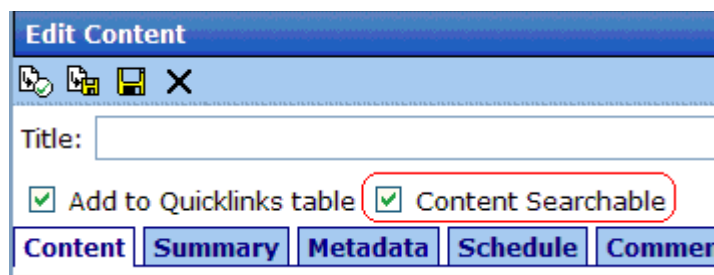 Edit Content
Title:
Add to Quicklinks table Content Searchable
Content Summary Metadata Schedule